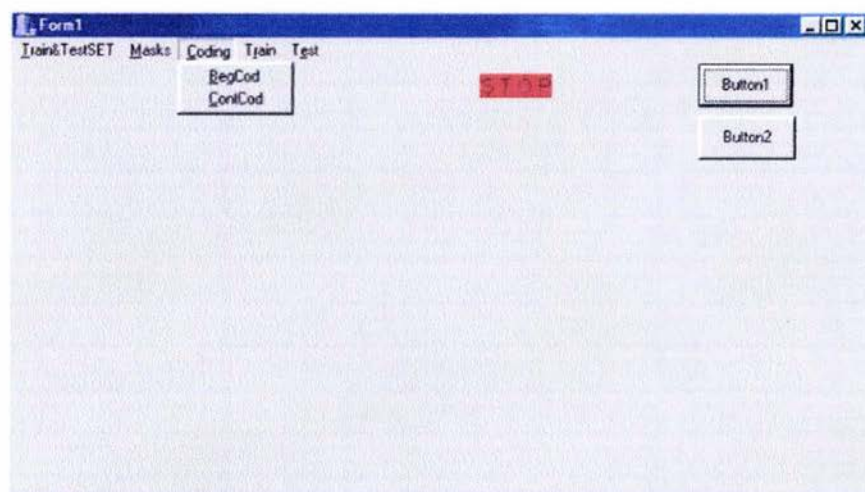 Form1
Train&TestSET Masks Coding Train Test
BegCod
ContCod
STOP
Button1
Button2